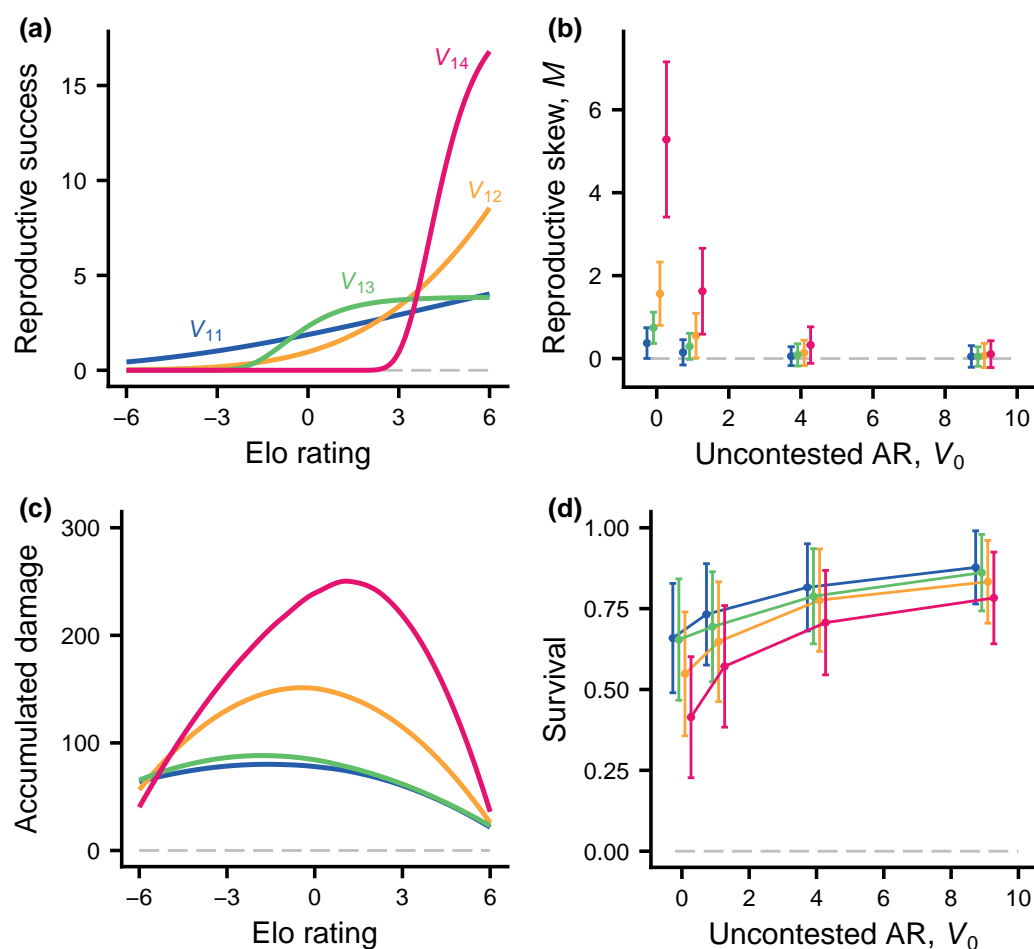 (a)
Reproductive success
15
10
5
0
V14
V12
V13
V11
−6
−3
0
3
6
Elo rating
(b)
Reproductive skew, M
6
4
2
0
0
2
4
6
8
10
Uncontested AR, V0
(c)
Accumulated damage
300
200
100
0
−6
−3
0
3
6
Elo rating
(d)
Survival
1.00
0.75
0.50
0.25
0.00
0
2
4
6
8
10
Uncontested AR, V0